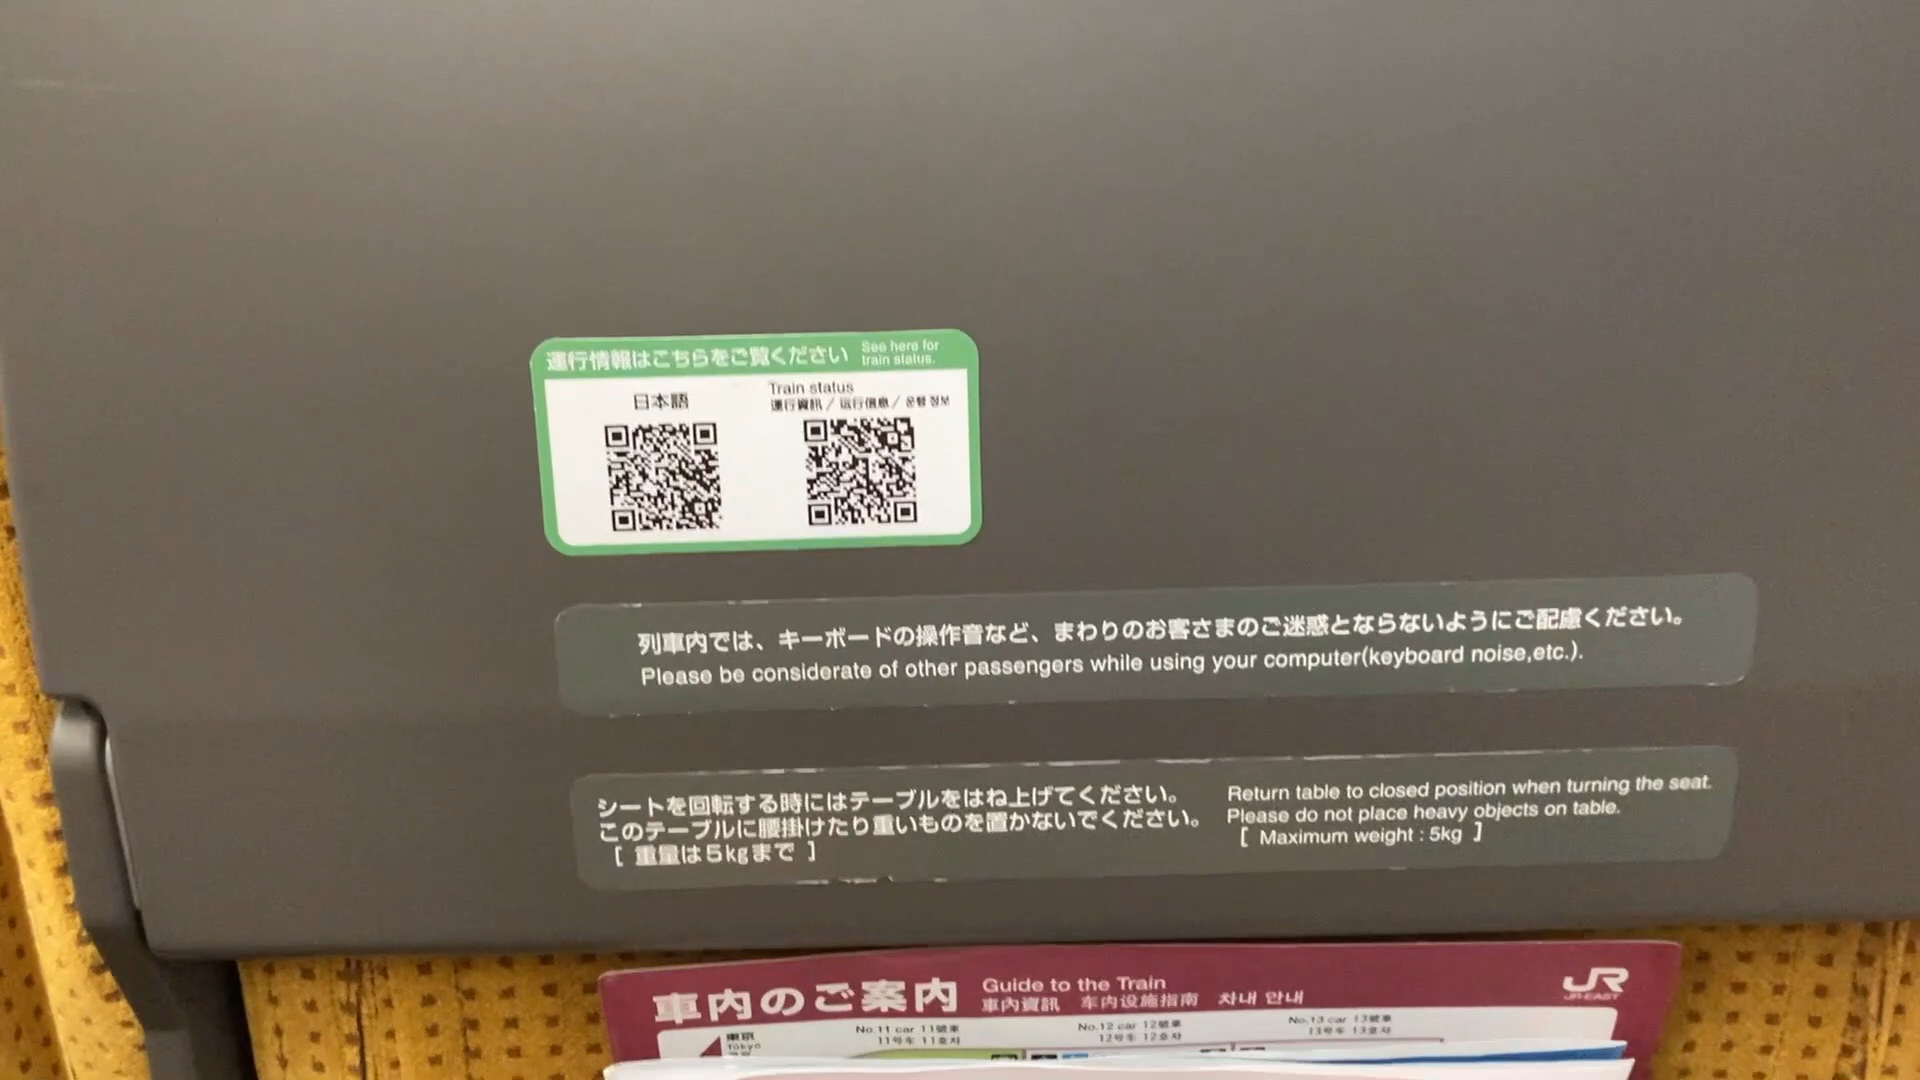 運行情報はこちらをご覧ください
See here for
train status.
日本語
Train status
運行資訊 / 运行信息 / 운행 정보
列車内では、キーボードの操作音など、まわりのお客さまのご迷惑とならないようにご配慮ください。
Please be considerate of other passengers while using your computer(keyboard noise,etc.).
シートを回転する時にはテーブルをはね上げてください。
このテーブルに腰掛けたり重いものを置かないでください。
[ 重量は5kgまで ]
Return table to closed position when turning the seat.
Please do not place heavy objects on table.
[ Maximum weight : 5kg ]
車内のご案内
Guide to the Train
車內資訊 车内设施指南 차내 안내
JR
JR-EAST
東京
Tokyo
No.11 car 11號車
11号车 11호차
No.12 car 12號車
12号车 12호차
No.13 car 13號車
13号车 13호차